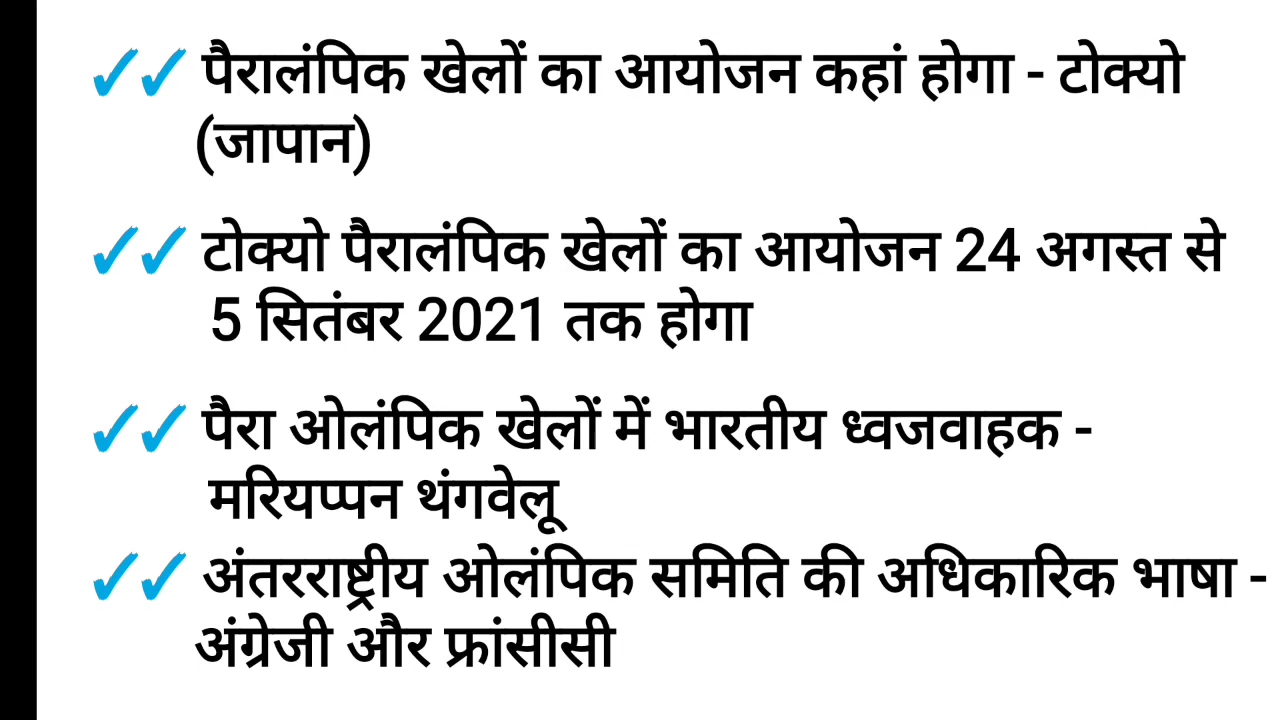 ✓✓ पैरालंपिक खेलों का आयोजन कहां होगा - टोक्यो
(जापान)
✓✓ टोक्यो पैरालंपिक खेलों का आयोजन 24 अगस्त से
5 सितंबर 2021 तक होगा
✓✓ पैरा ओलंपिक खेलों में भारतीय ध्वजवाहक -
मरियप्पन थंगवेलू
✓✓ अंतरराष्ट्रीय ओलंपिक समिति की अधिकारिक भाषा -
अंग्रेजी और फ्रांसीसी